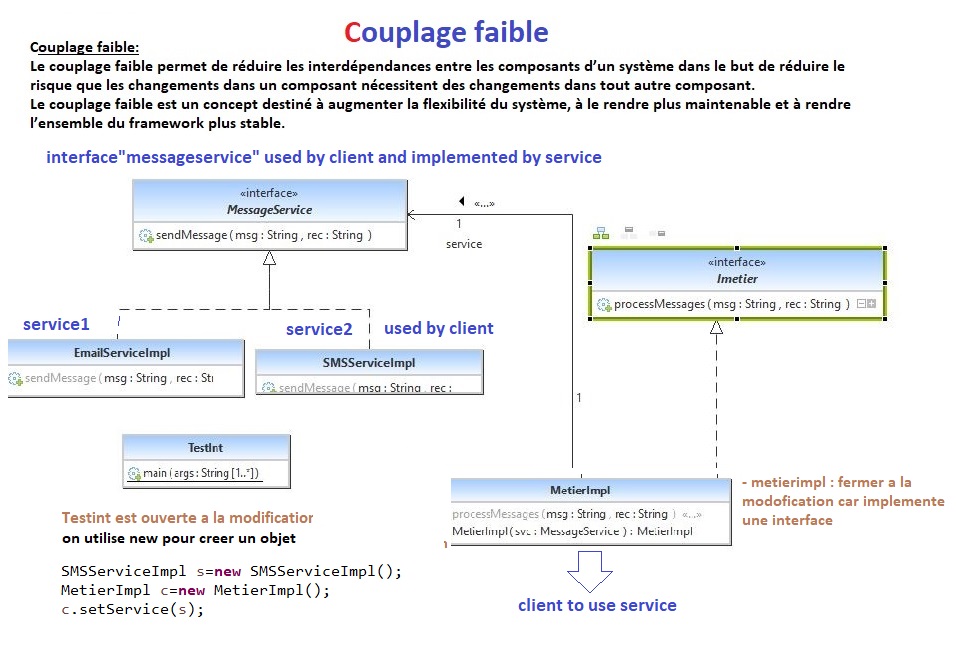 Couplage faible
Couplage faible:
Le couplage faible permet de réduire les interdépendances entre les composants d'un système dans le but de réduire le
risque que les changements dans un composant nécessitent des changements dans tout autre composant.
Le couplage faible est un concept destiné à augmenter la flexibilité du système, à le rendre plus maintenable et à rendre
l'ensemble du framework plus stable.
interface"messageservice" used by client and implemented by service
«interface»
MessageService
sendMessage ( msg : String , rec : String )
«...»
1
service
«interface»
Imetier
processMessages ( msg : String , rec : String )
service1
service2
used by client
EmailServiceImpl
sendMessage ( msg : String , rec : Stri
SMSServiceImpl
sendMessage ( msg : String , rec :
1
TestInt
main ( args : String [1..*] )
MetierImpl
processMessages ( msg : String , rec : String ) «...»
MetierImpl ( svc : MessageService ) : MetierImpl
- metierimpl : fermer a la
modofication car implemente
une interface
Testint est ouverte a la modification
on utilise new pour creer un objet
SMSServiceImpl s=new SMSServiceImpl();
MetierImpl c=new MetierImpl();
c.setService(s);
client to use service